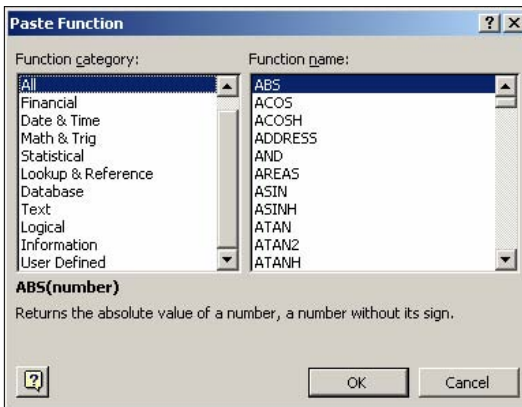 Paste Function
Function category:
All
Financial
Date & Time
Math & Trig
Statistical
Lookup & Reference
Database
Text
Logical
Information
User Defined
Function name:
ABS
ACOS
ACOSH
ADDRESS
AND
AREAS
ASIN
ASINH
ATAN
ATAN2
ATANH
ABS(number)
Returns the absolute value of a number, a number without its sign.
OK Cancel